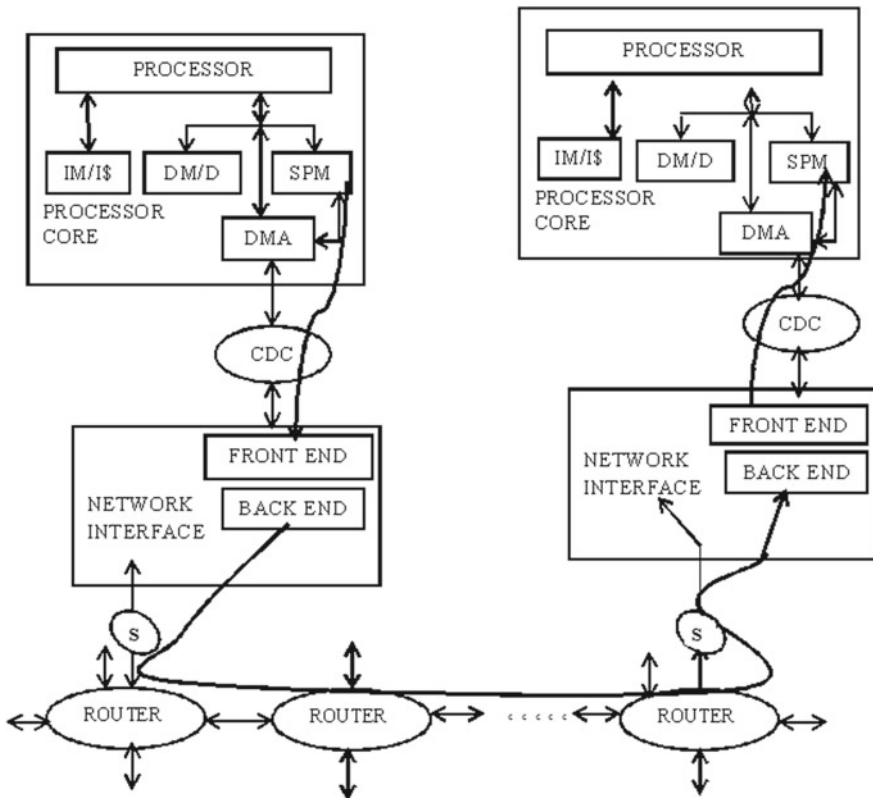 PROCESSOR
IM/I$
DM/D
SPM
PROCESSOR
CORE
DMA
CDC
FRONT END
BACK END
NETWORK
INTERFACE
S
ROUTER
ROUTER
PROCESSOR
IM/I$
DM/D
SPM
PROCESSOR
CORE
DMA
CDC
FRONT END
BACK END
NETWORK
INTERFACE
S
ROUTER